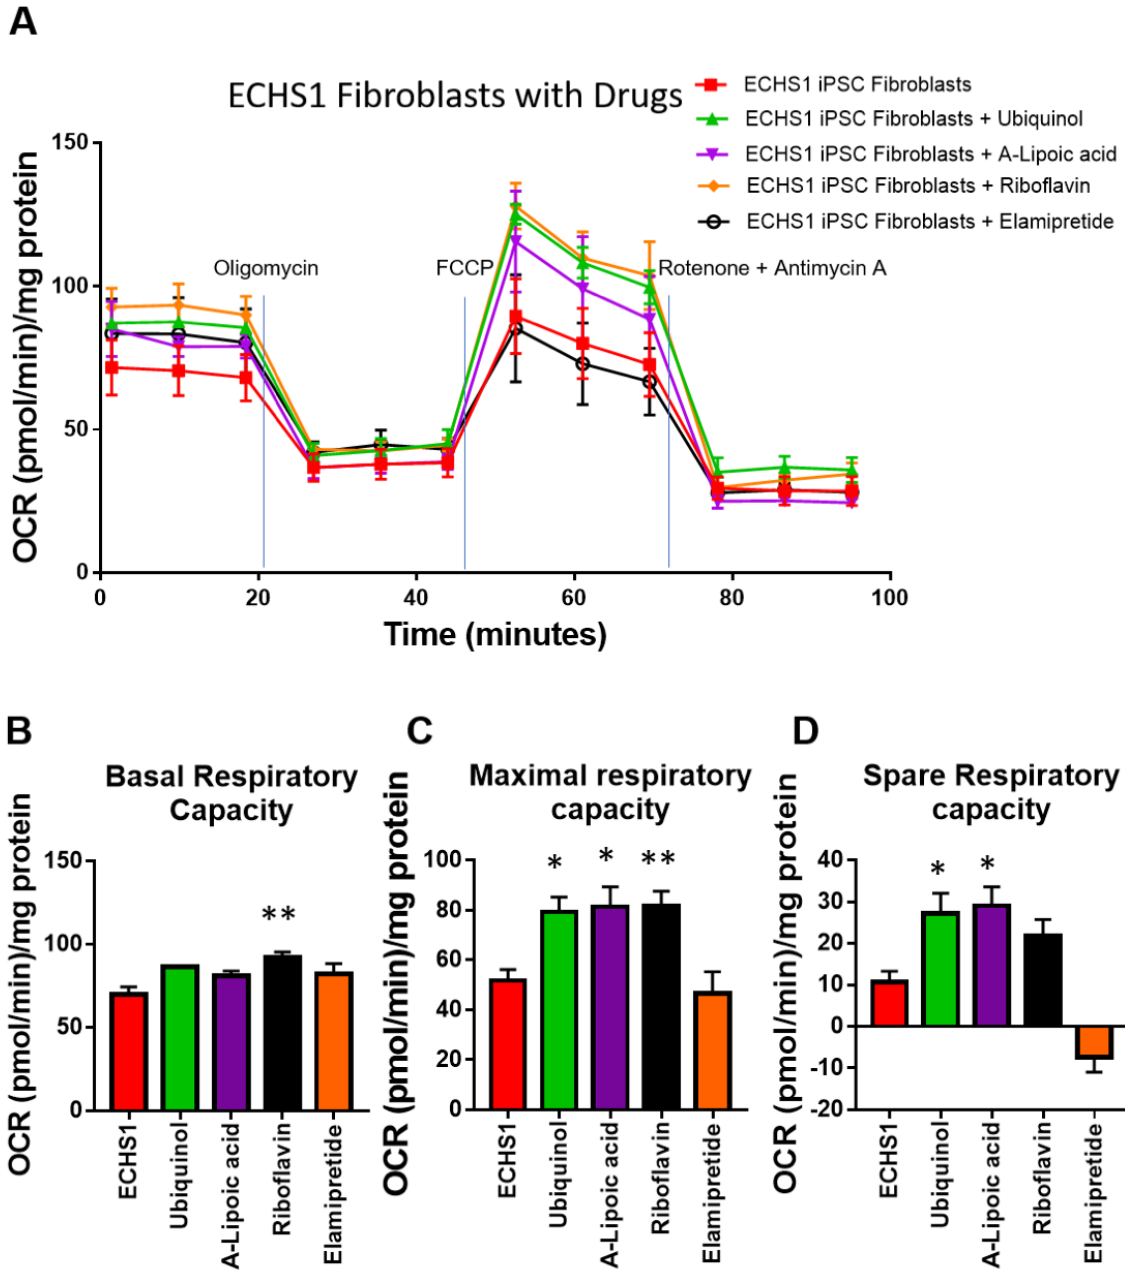 A
ECHS1 Fibroblasts with Drugs
ECHS1 iPSC Fibroblasts
ECHS1 iPSC Fibroblasts + Ubiquinol
ECHS1 iPSC Fibroblasts + A-Lipoic acid
ECHS1 iPSC Fibroblasts + Riboflavin
ECHS1 iPSC Fibroblasts + Elamipretide
OCR (pmol/min)/mg protein
150
100
50
0
Oligomycin
FCCP
Rotenone + Antimycin A
0 20 40 60 80 100
Time (minutes)
B
Basal Respiratory
Capacity
OCR (pmol/min)/mg protein
150
100
50
0
**
ECHS1
Ubiquinol
A-Lipoic acid
Riboflavin
Elamipretide
C
Maximal respiratory
capacity
OCR (pmol/min)/mg protein
100
80
60
40
20
0
* * **
ECHS1
Ubiquinol
A-Lipoic acid
Riboflavin
Elamipretide
D
Spare Respiratory
capacity
OCR (pmol/min)/mg protein
40
30
20
10
0
-10
-20
* *
ECHS1
Ubiquinol
A-Lipoic acid
Riboflavin
Elamipretide